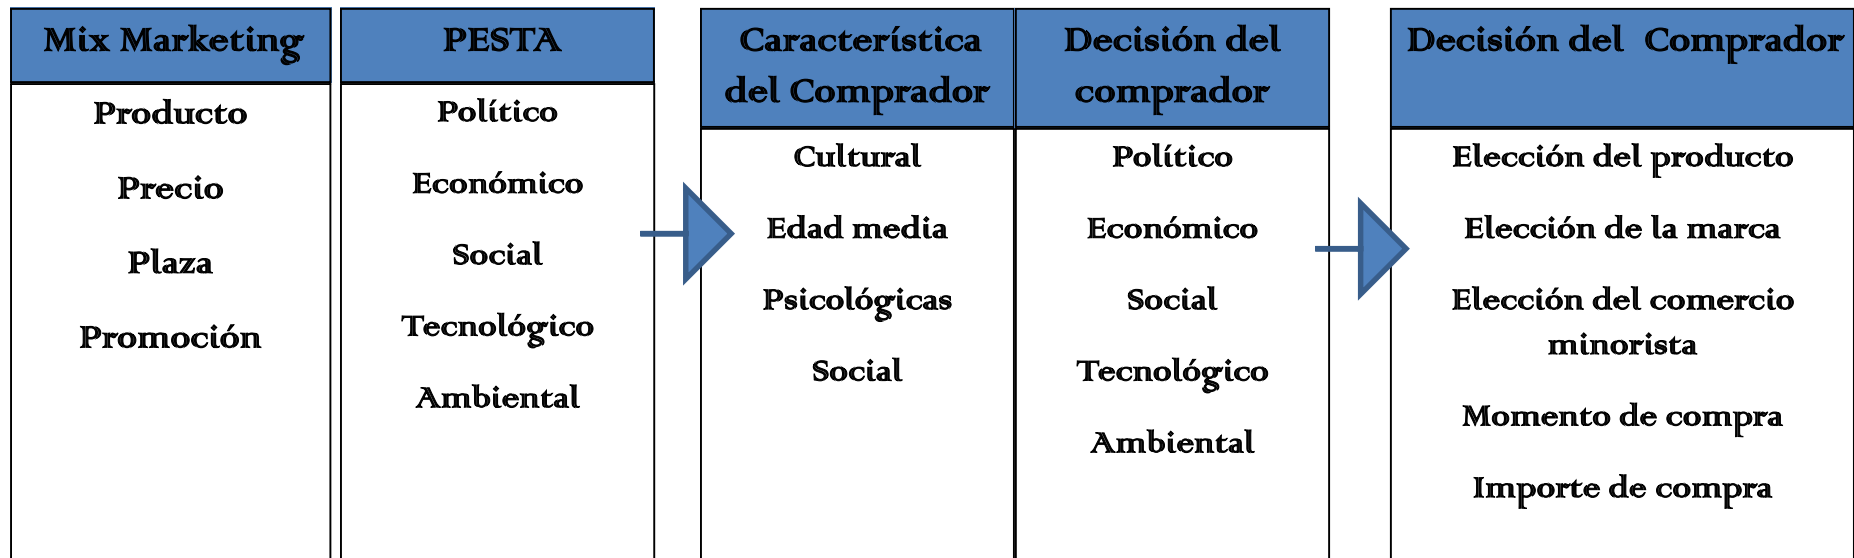 Mix Marketing
Producto
Precio
Plaza
Promoción
PESTA
Político
Económico
Social
Tecnológico
Ambiental
Característica
del Comprador
Cultural
Edad media
Psicológicas
Social
Decisión del
comprador
Político
Económico
Social
Tecnológico
Ambiental
Decisión del Comprador
Elección del producto
Elección de la marca
Elección del comercio
minorista
Momento de compra
Importe de compra